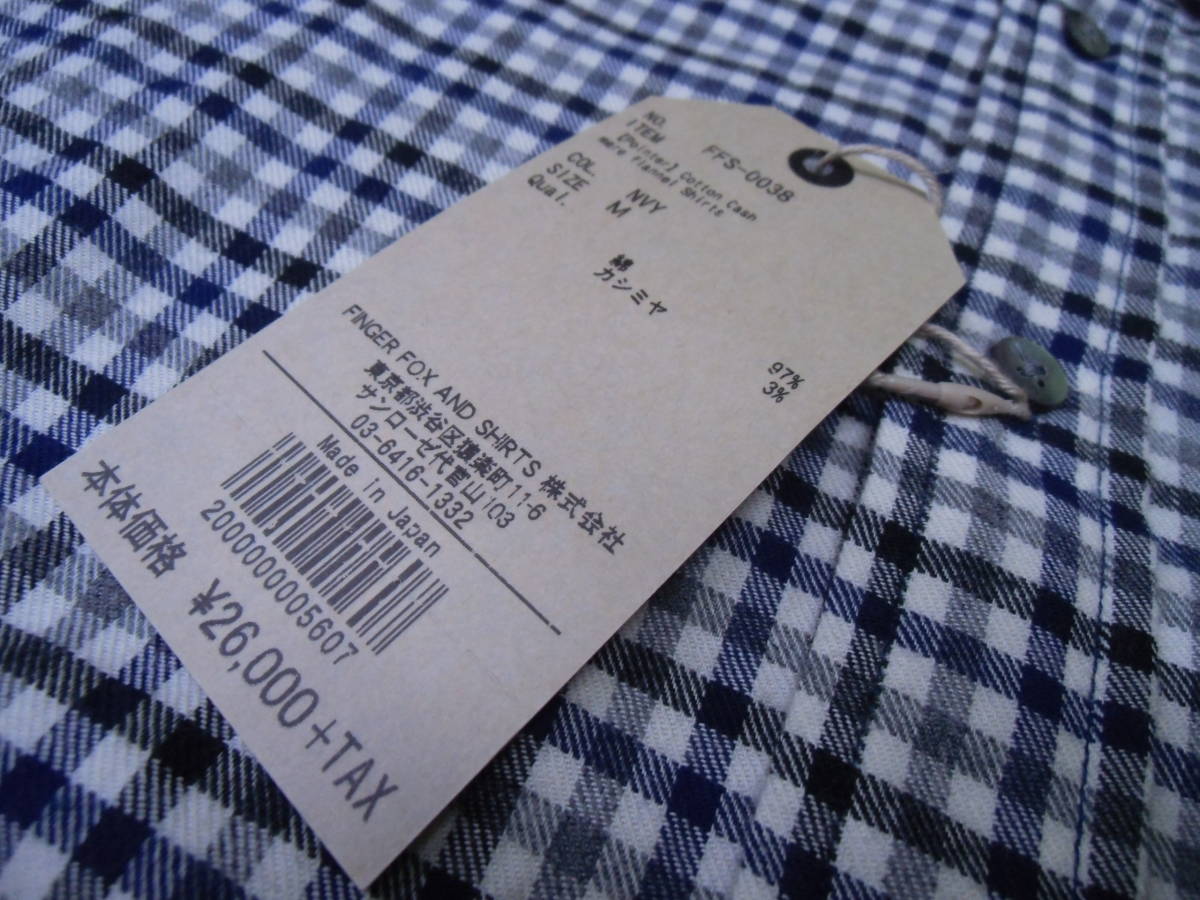 NO. FFS-0038
ITEM
(Pointer) Cotton Cash
mere Flannel Shirts
COL. NVY
SIZE M
Qual.
綿 97%
カシミヤ 3%
FINGER FOX AND SHIRTS 株式会社
東京都渋谷区猿楽町11-6
サンローゼ代官山103
03-6416-1332
Made in Japan
2000000005607
本体価格 ¥26,000+TAX